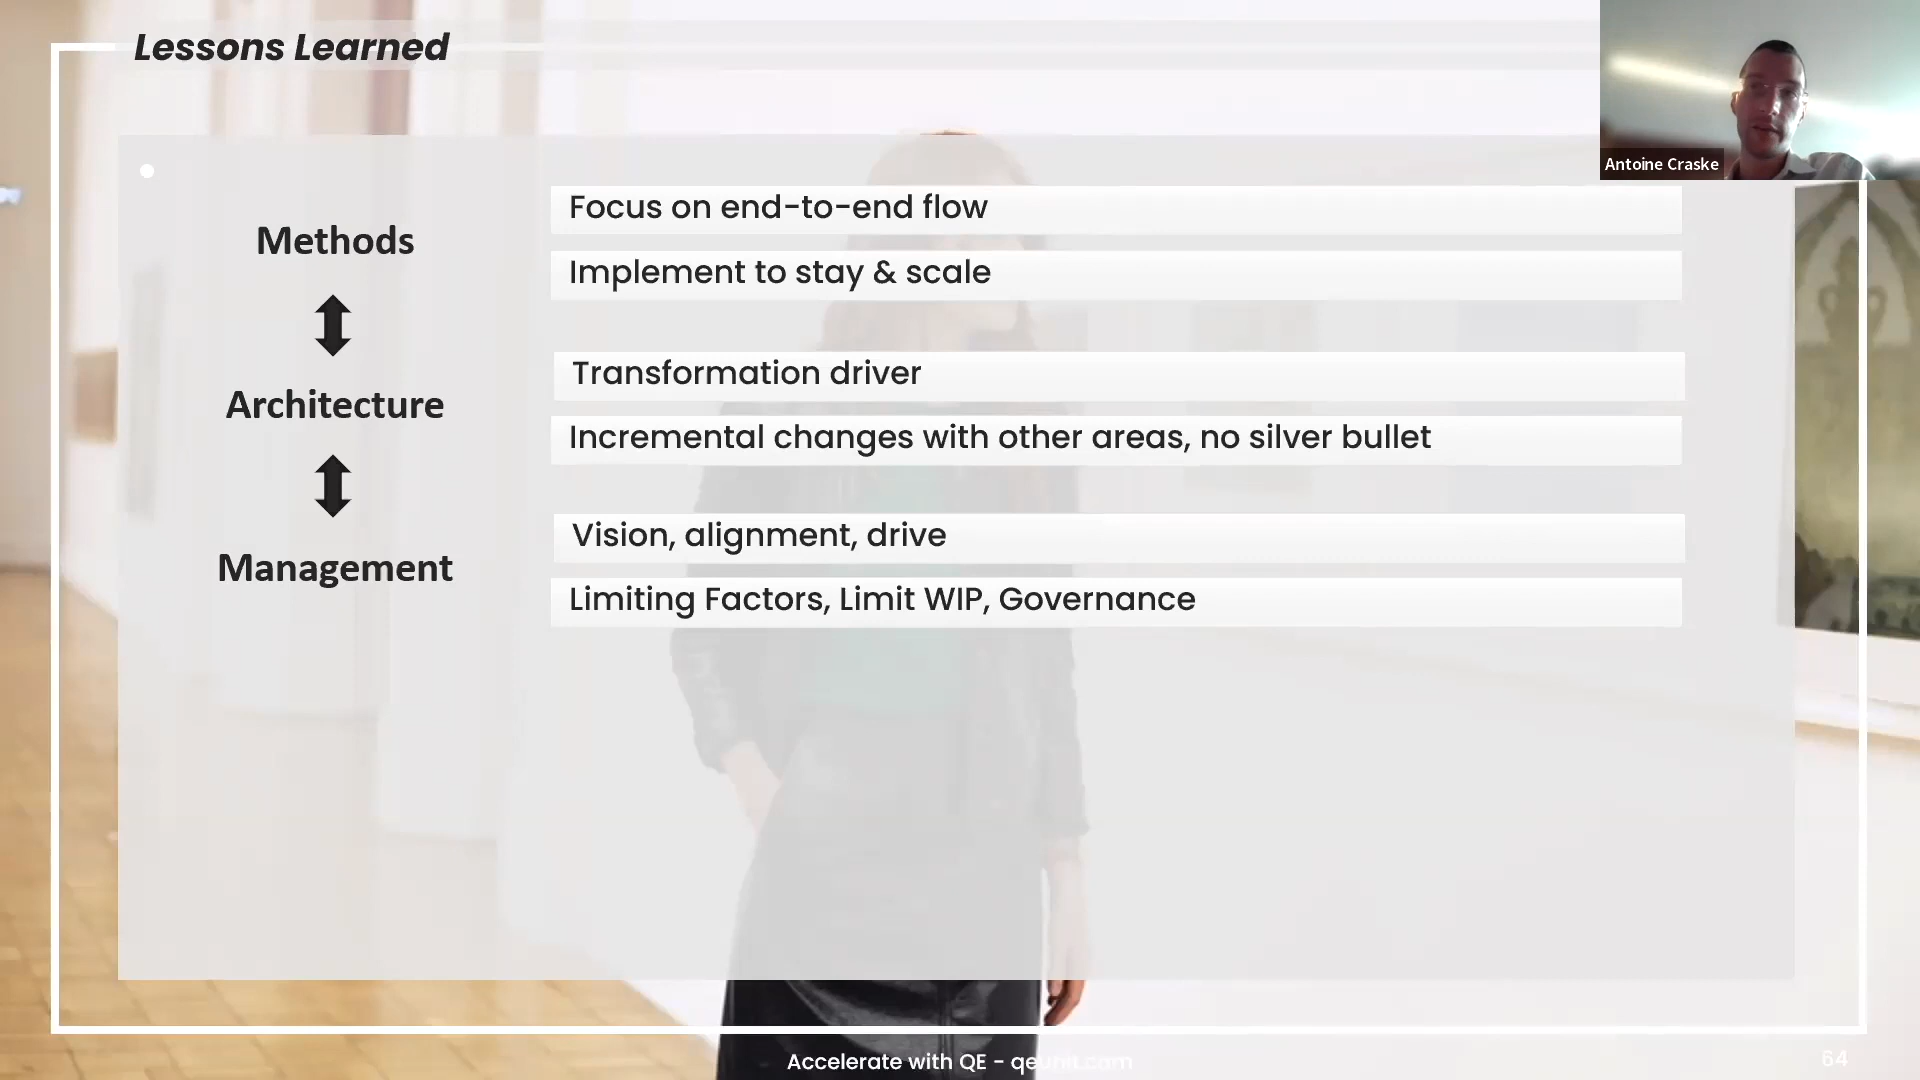 Lessons Learned
Antoine Craske
Methods
Focus on end-to-end flow
Implement to stay & scale
Architecture
Transformation driver
Incremental changes with other areas, no silver bullet
Management
Vision, alignment, drive
Limiting Factors, Limit WIP, Governance
Accelerate with QE - qeunit.com
64